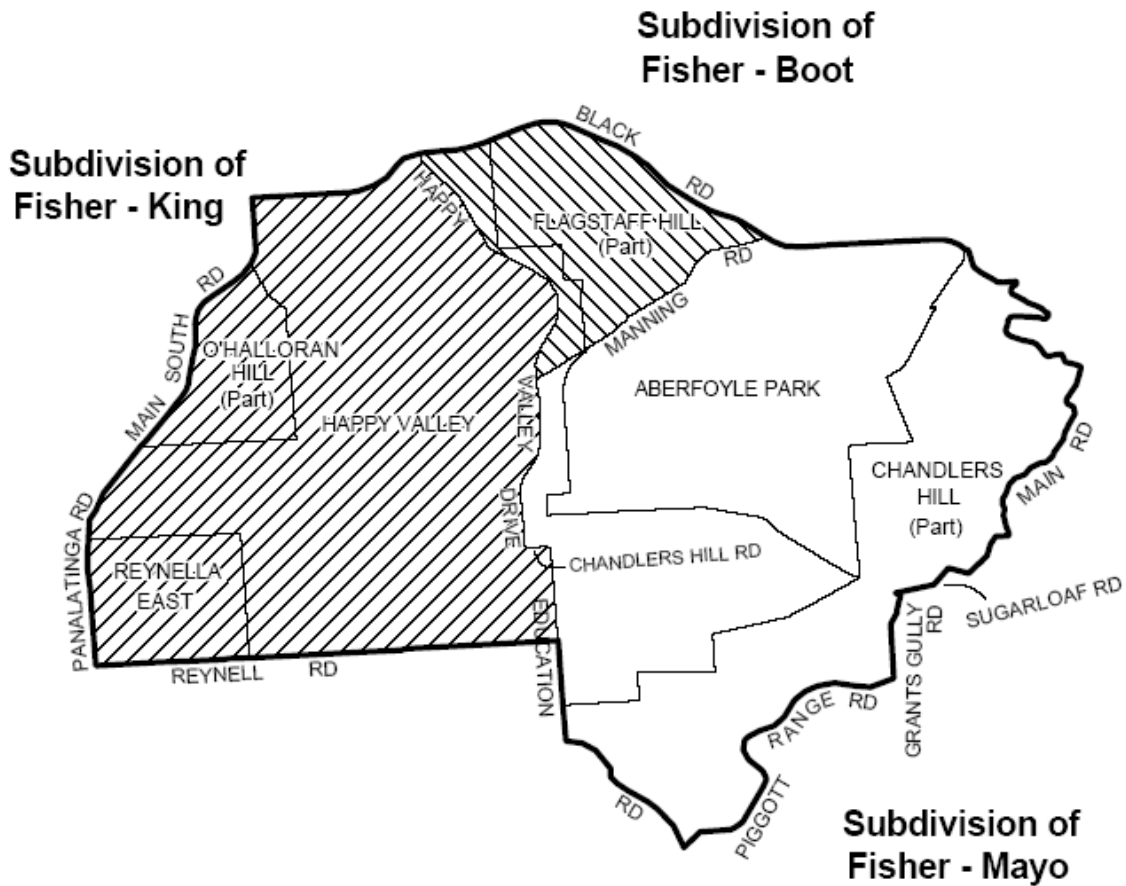 Subdivision of
Fisher - Boot
Subdivision of
Fisher - King
BLACK
RD
HAPPY
FLAGSTAFF HILL
(Part)
RD
MANNING
RD
SOUTH
MAIN
O'HALLORAN
HILL
(Part)
HAPPY VALLEY
VALLEY
ABERFOYLE PARK
DRIVE
CHANDLERS
HILL
(Part)
RD
MAIN
PANALATINGA RD
REYNELLA
EAST
CHANDLERS HILL RD
EDUCATION
SUGARLOAF RD
GRANTS GULLY
RD
REYNELL
RD
RANGE
RD
PIGGOTT
RD
Subdivision of
Fisher - Mayo